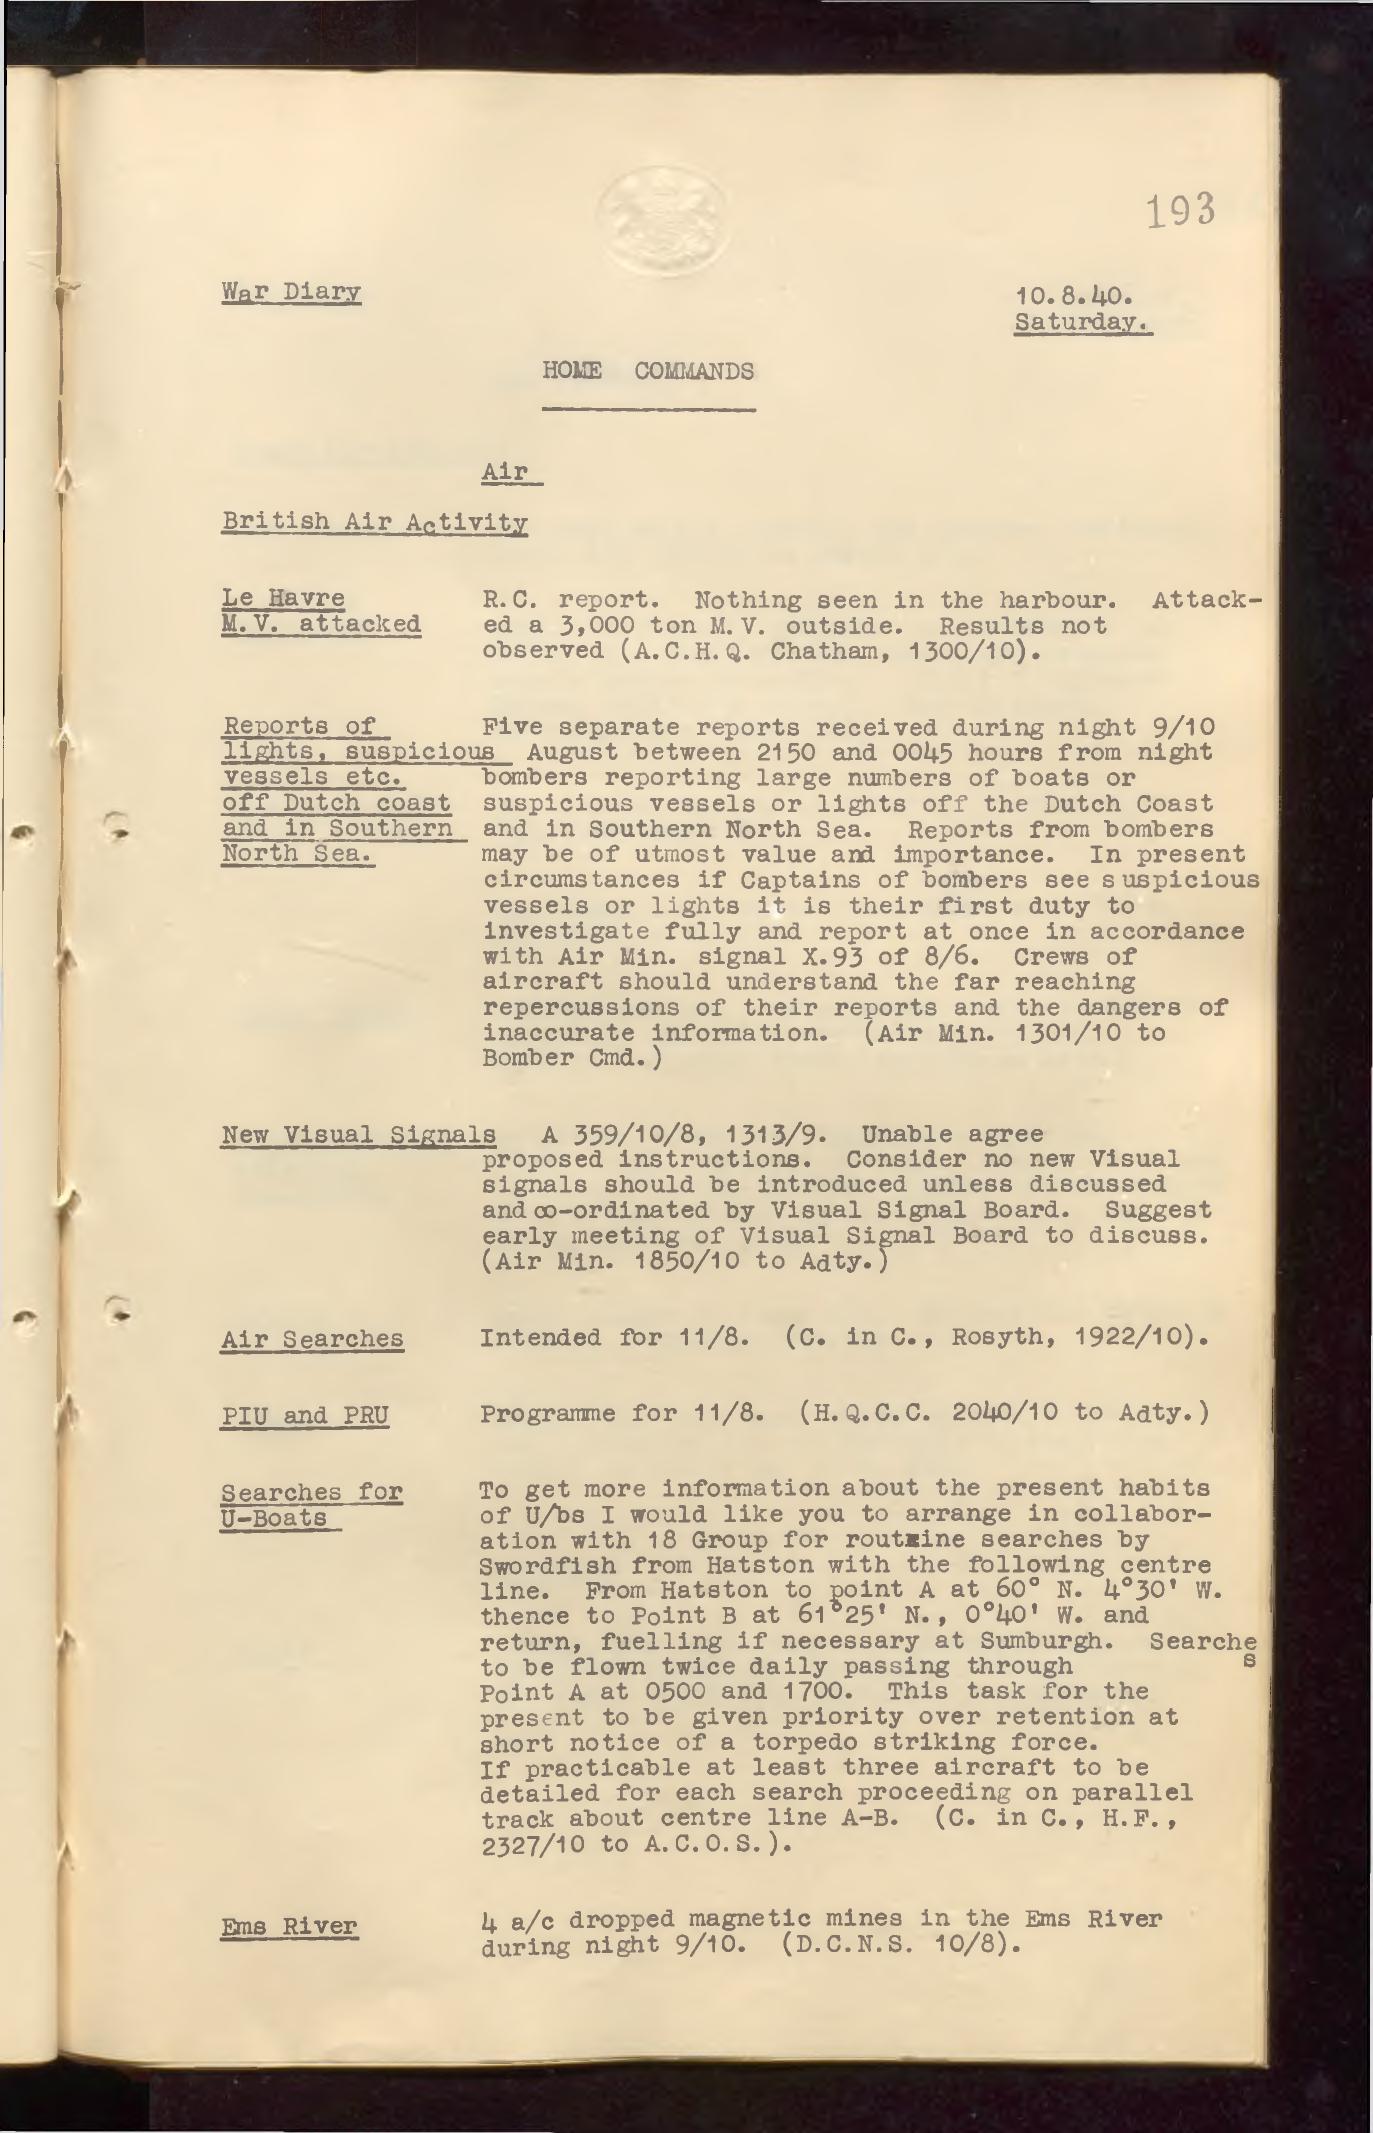 193
War Diary
10.8.40.
Saturday.
HOME COMMANDS
Air
British Air Activity
Le Havre
M.V. attacked
R.C. report. Nothing seen in the harbour. Attack-
ed a 3,000 ton M.V. outside. Results not
observed (A.C.H.Q. Chatham, 1300/10).
Reports of
lights, suspicious
vessels etc.
off Dutch coast
and in Southern
North Sea.
Five separate reports received during night 9/10
August between 2150 and 0045 hours from night
bombers reporting large numbers of boats or
suspicious vessels or lights off the Dutch Coast
and in Southern North Sea. Reports from bombers
may be of utmost value and importance. In present
circumstances if Captains of bombers see suspicious
vessels or lights it is their first duty to
investigate fully and report at once in accordance
with Air Min. signal X.93 of 8/6. Crews of
aircraft should understand the far reaching
repercussions of their reports and the dangers of
inaccurate information. (Air Min. 1301/10 to
Bomber Cmd.)
New Visual Signals
A 359/10/8, 1313/9. Unable agree
proposed instructions. Consider no new Visual
signals should be introduced unless discussed
and co-ordinated by Visual Signal Board. Suggest
early meeting of Visual Signal Board to discuss.
(Air Min. 1850/10 to Adty.)
Air Searches
Intended for 11/8. (C. in C., Rosyth, 1922/10).
PIU and PRU
Programme for 11/8. (H.Q.C.C. 2040/10 to Adty.)
Searches for
U-Boats
To get more information about the present habits
of U/bs I would like you to arrange in collabor-
ation with 18 Group for routine searches by
Swordfish from Hatston with the following centre
line. From Hatston to point A at 60° N. 4°30' W.
thence to Point B at 61°25' N., 0°40' W. and
return, fuelling if necessary at Sumburgh. Searches
to be flown twice daily passing through
Point A at 0500 and 1700. This task for the
present to be given priority over retention at
short notice of a torpedo striking force.
If practicable at least three aircraft to be
detailed for each search proceeding on parallel
track about centre line A-B. (C. in C., H.F.,
2327/10 to A.C.O.S.).
Ems River
4 a/c dropped magnetic mines in the Ems River
during night 9/10. (D.C.N.S. 10/8).